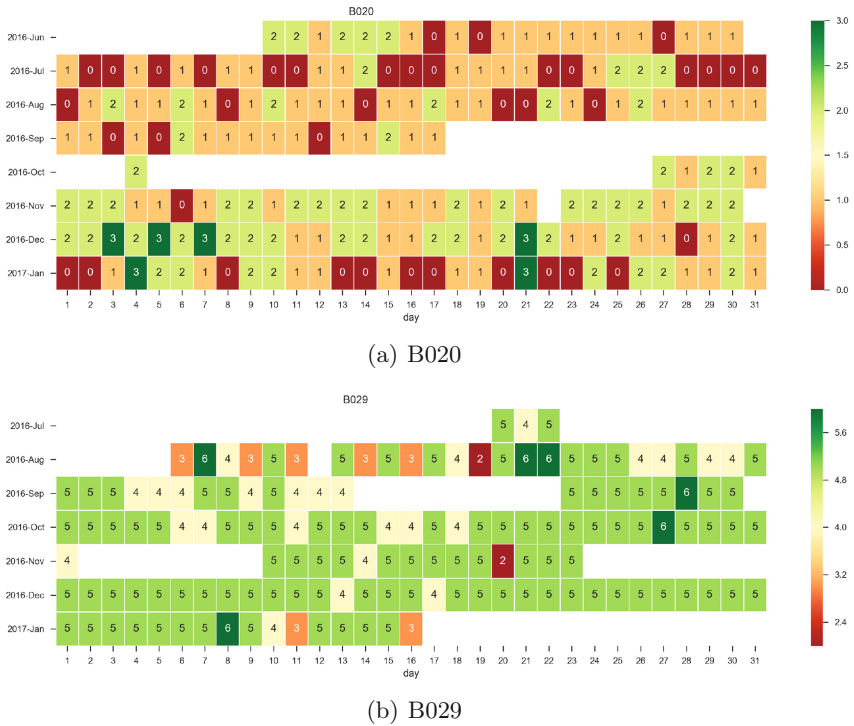 B020
2016-Jun 2 2 1 2 2 2 1 0 1 0 1 1 1 1 1 1 1 0 1 1 1
2016-Jul 1 0 0 1 0 1 0 1 1 0 0 1 1 2 0 0 0 1 1 1 1 0 0 1 2 2 2 0 0 0 0
2016-Aug 0 1 2 1 1 2 1 0 1 2 1 1 1 0 1 1 2 1 1 0 0 2 1 0 1 2 1 1 1 1 1
2016-Sep 1 1 0 1 0 2 1 1 1 1 1 0 1 1 2 1 1
2016-Oct 2 2 1 2 2 1
2016-Nov 2 2 2 1 1 0 1 2 2 1 2 2 2 2 1 1 1 2 1 2 1 2 2 2 2 1 2 2 2
2016-Dec 2 2 3 2 3 2 3 2 2 2 1 1 2 2 1 1 2 2 1 2 3 2 1 1 2 1 1 0 1 2 1
2017-Jan 0 0 1 3 2 2 1 0 2 2 1 1 0 0 1 0 0 1 1 0 3 0 0 2 0 2 2 1 1 2 1
1 2 3 4 5 6 7 8 9 10 11 12 13 14 15 16 17 18 19 20 21 22 23 24 25 26 27 28 29 30 31
day
3.0
2.5
2.0
1.5
1.0
0.5
0.0
(a) B020
B029
2016-Jul 5 4 5
2016-Aug 3 6 4 3 5 3 5 3 5 3 5 4 2 5 6 6 5 5 5 4 4 5 4 4 5
2016-Sep 5 5 5 4 4 4 5 5 4 5 4 4 4 5 5 5 5 5 6 5 5
2016-Oct 5 5 5 5 5 4 4 5 5 5 4 5 5 5 4 4 5 4 5 5 5 5 5 5 5 5 6 5 5 5 5
2016-Nov 4 5 5 5 5 4 5 5 5 5 5 2 5 5 5
2016-Dec 5 5 5 5 5 5 5 5 5 5 5 5 4 5 5 5 4 5 5 5 5 5 5 5 5 5 5 5 5 5 5
2017-Jan 5 5 5 5 5 5 5 6 5 4 3 5 5 5 5 3
1 2 3 4 5 6 7 8 9 10 11 12 13 14 15 16 17 18 19 20 21 22 23 24 25 26 27 28 29 30 31
day
5.6
4.8
4.0
3.2
2.4
(b) B029